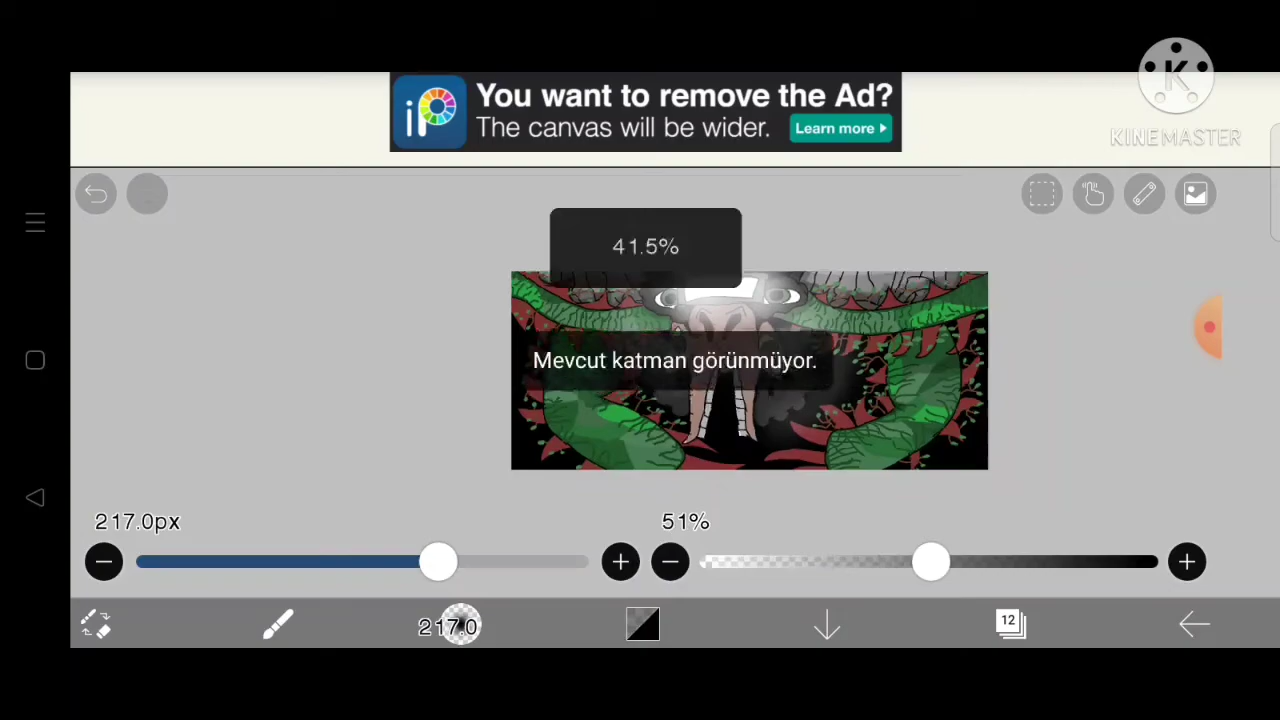 You want to remove the Ad?
The canvas will be wider.
Learn more
iP
K
KINEMASTER
41.5%
Mevcut katman görünmüyor.
217.0px
51%
217.0
12